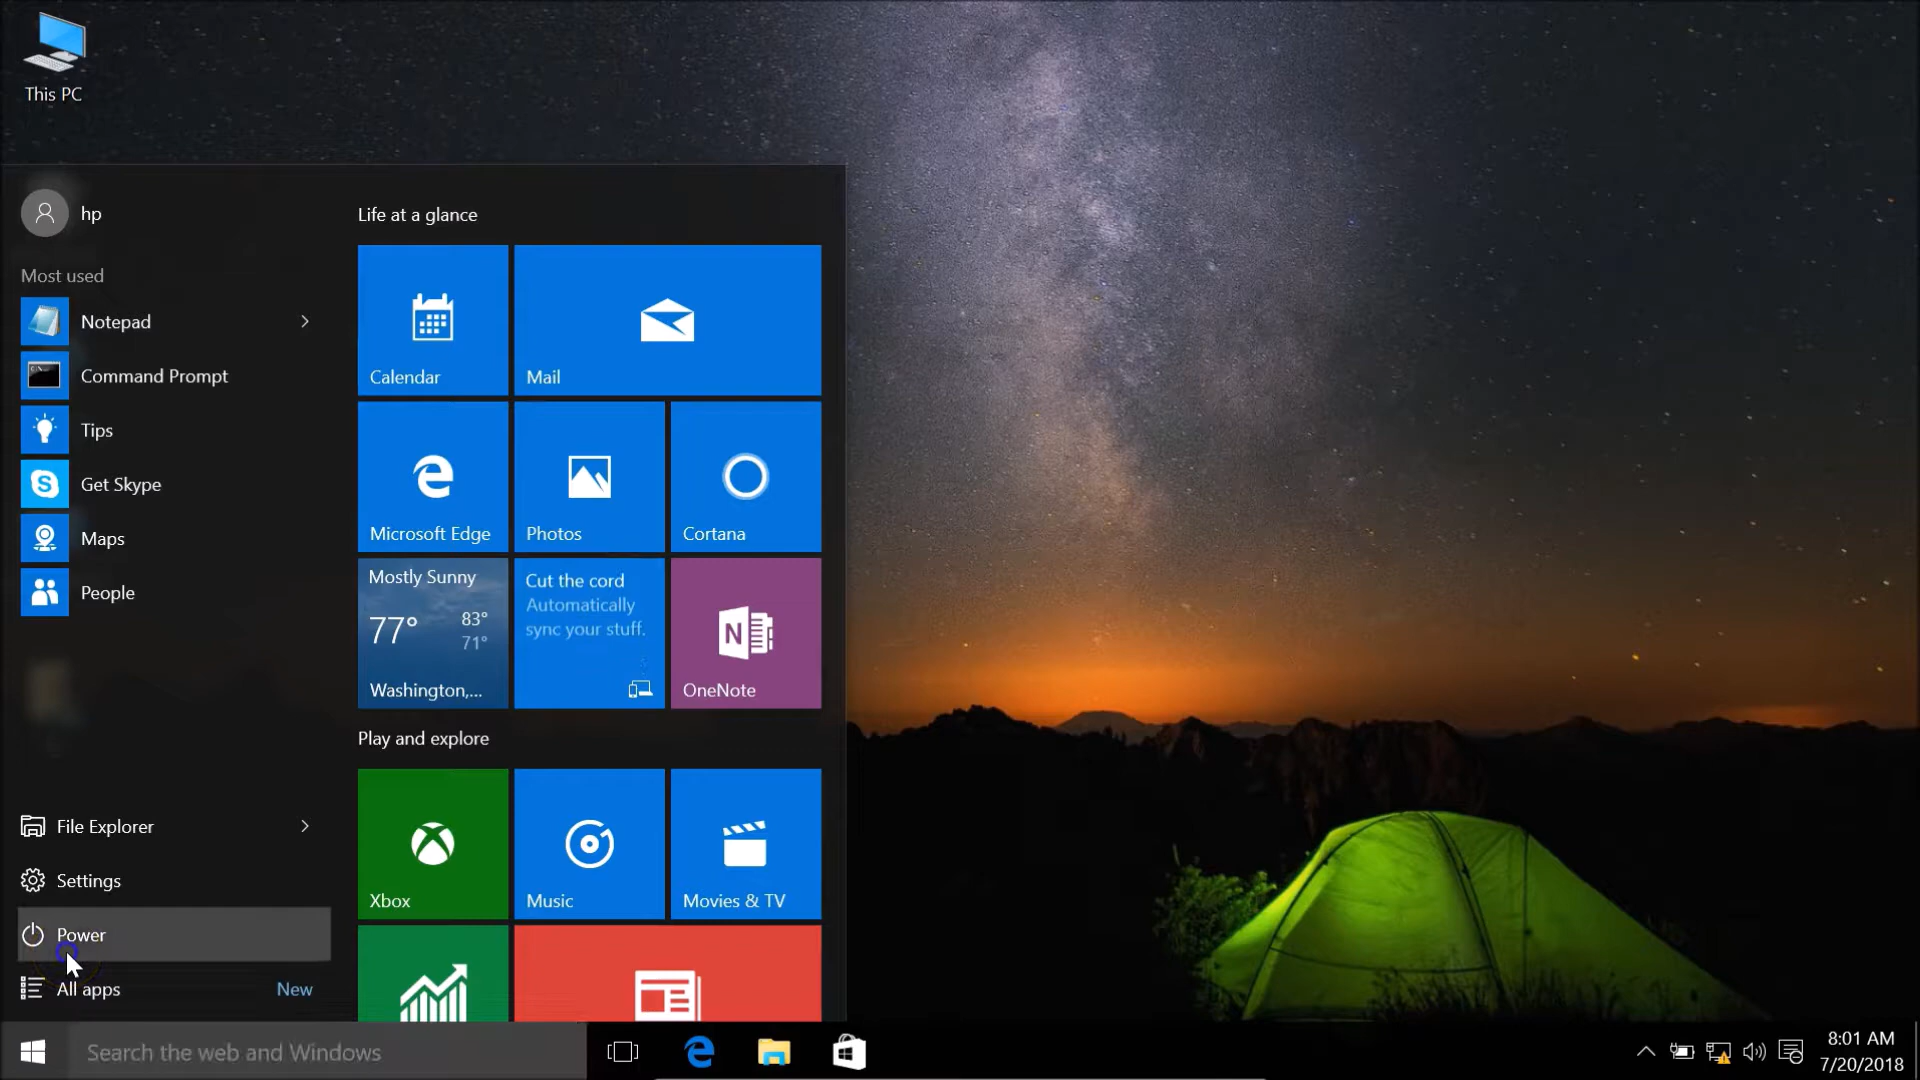 This PC
hp
Most used
Notepad
Command Prompt
Tips
Get Skype
Maps
People
File Explorer
Settings
Power
All apps
New
Life at a glance
Calendar
Mail
Microsoft Edge
Photos
Cortana
Mostly Sunny
77°
83°
71°
Washington,...
Cut the cord
Automatically
sync your stuff.
OneNote
Play and explore
Xbox
Music
Movies & TV
Search the web and Windows
8:01 AM
7/20/2018